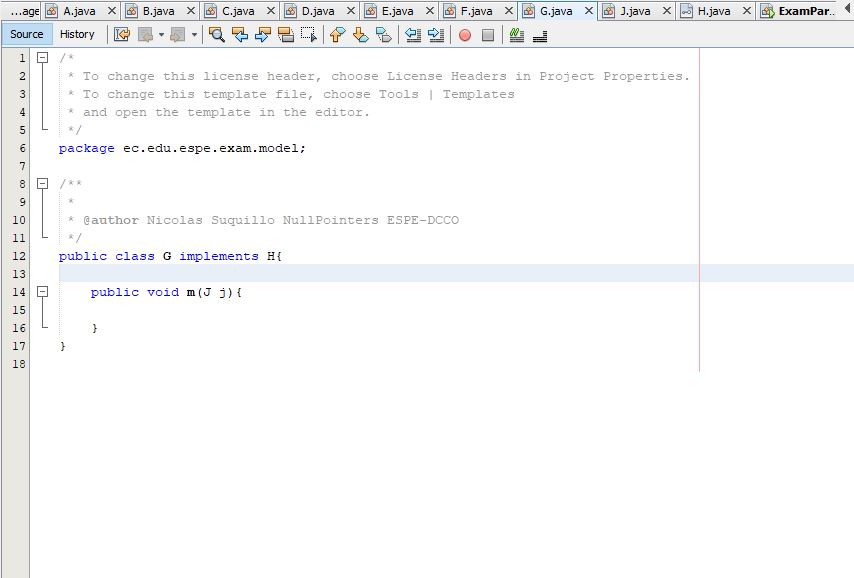 ...age A.java B.java C.java D.java E.java F.java G.java J.java H.java ExamPar...
Source History
1 /*
2 * To change this license header, choose License Headers in Project Properties.
3 * To change this template file, choose Tools | Templates
4 * and open the template in the editor.
5 */
6 package ec.edu.espe.exam.model;
7
8 /**
9 *
10 * @author Nicolas Suquillo NullPointers ESPE-DCCO
11 */
12 public class G implements H{
13
14 public void m(J j){
15
16 }
17 }
18